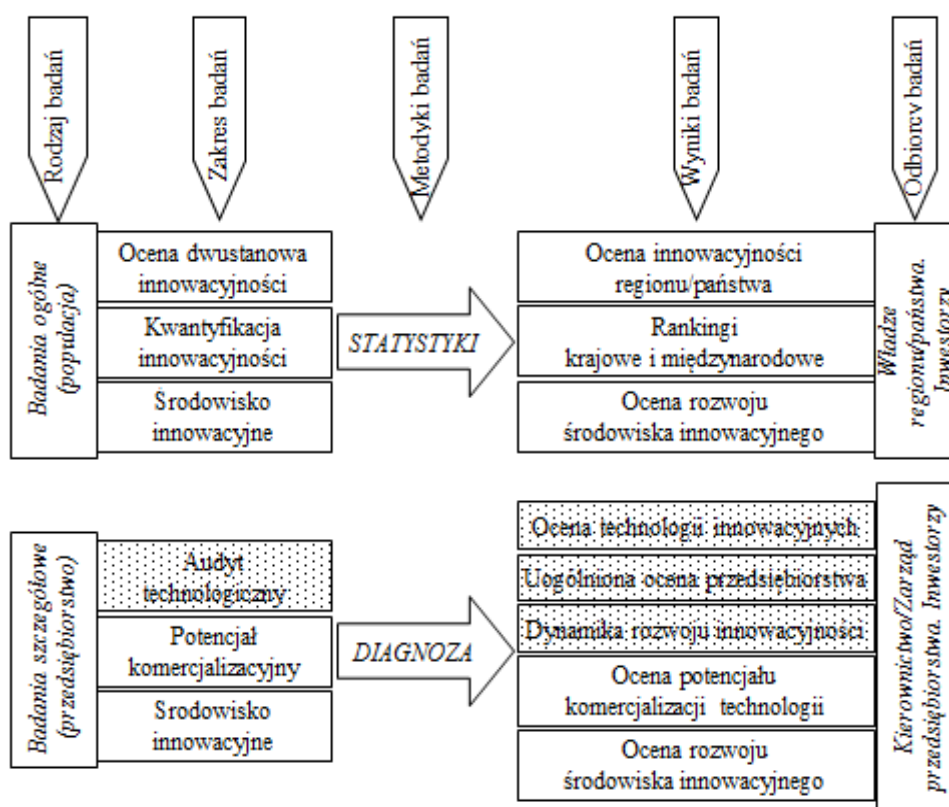 Rodzaj badań
Zakres badań
Metodyki badań
Wyniki badań
Odbiorcy badań
Badania ogólne
(populacja)
Ocena dwustanowa
innowacyjności
Kwantyfikacja
innowacyjności
Środowisko
innowacyjne
STATYSTYKI
Ocena innowacyjności
regionu/państwa
Rankingi
krajowe i międzynarodowe
Ocena rozwoju
środowiska innowacyjnego
Władze
regionu/państwa.
Inwestorzy
Badania szczegółowe
(przedsiębiorstwo)
Audyt
technologiczny
Potencjał
komercjalizacyjny
Środowisko
innowacyjne
DIAGNOZA
Ocena technologii innowacyjnych
Uogólniona ocena przedsiębiorstwa
Dynamika rozwoju innowacyjności
Ocena potencjału
komercjalizacji technologii
Ocena rozwoju
środowiska innowacyjnego
Kierownictwo/Zarząd
przedsiębiorstwa. Inwestorzy